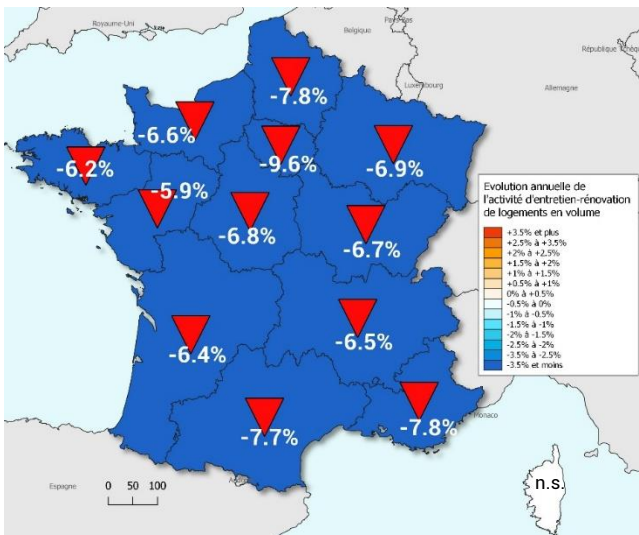 Royaume-Uni
Belgique
Pays-Bas
Luxembourg
Allemagne
République Tchèque
-7.8%
-6.6%
-9.6%
-6.9%
-6.2%
-5.9%
-6.8%
-6.7%
-6.4%
-6.5%
-7.7%
-7.8%
Monaco
Espagne
0 50 100
n.s.
Evolution annuelle de
l'activité d'entretien-rénovation
de logements en volume
+3.5% et plus
+2.5% à +3.5%
+2% à +2.5%
+1.5% à +2%
+1% à +1.5%
+0.5% à +1%
0% à +0.5%
-0.5% à 0%
-1% à -0.5%
-1.5% à -1%
-2% à -1.5%
-2.5% à -2%
-3.5% à -2.5%
-3.5% et moins